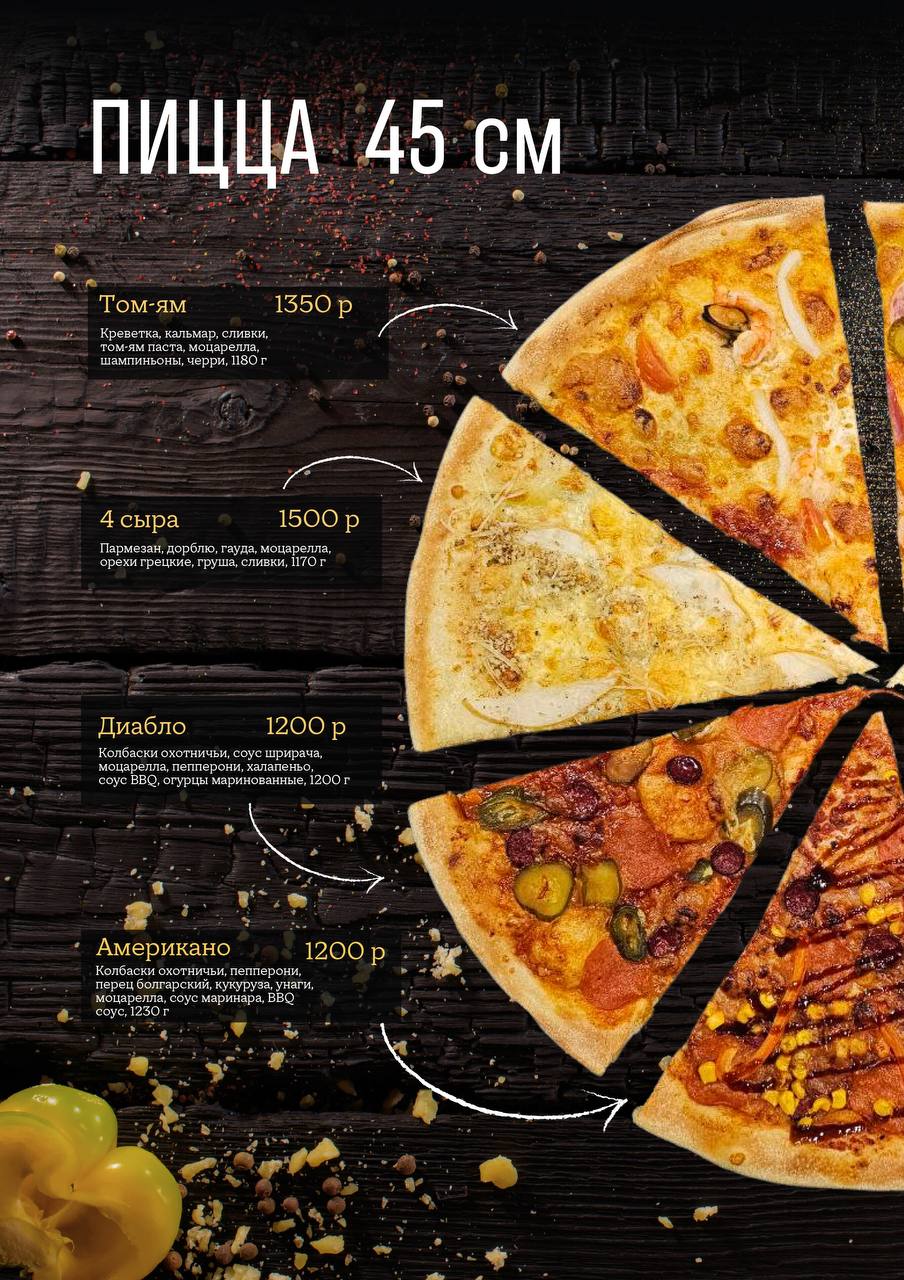 ПИЦЦА 45 см
Том-ям 1350 р
Креветка, кальмар, сливки,
том-ям паста, моцарелла,
шампиньоны, черри, 1180 г
4 сыра 1500 р
Пармезан, дорблю, гауда, моцарелла,
орехи грецкие, груша, сливки, 1170 г
Диабло 1200 р
Колбаски охотничьи, соус шрирача,
моцарелла, пепперони, халапеньо,
соус BBQ, огурцы маринованные, 1200 г
Американо 1200 р
Колбаски охотничьи, пепперони,
перец болгарский, кукуруза, унаги,
моцарелла, соус маринара, BBQ
соус, 1230 г